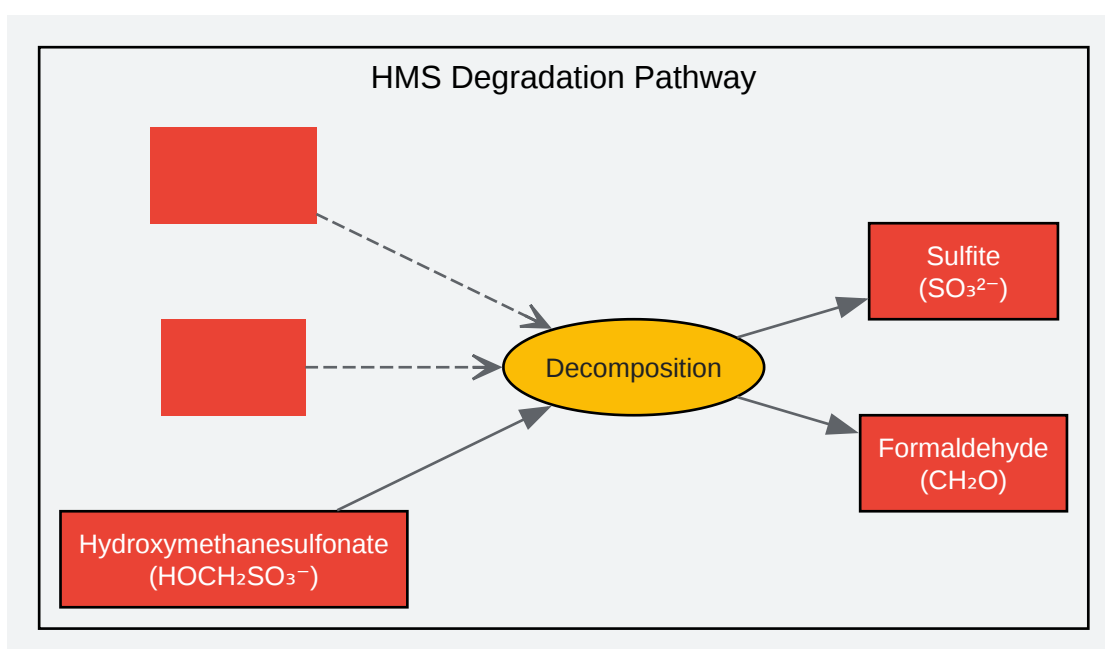 HMS Degradation Pathway
Sulfite
(SO₃²⁻)
Decomposition
Formaldehyde
(CH₂O)
Hydroxymethanesulfonate
(HOCH₂SO₃⁻)